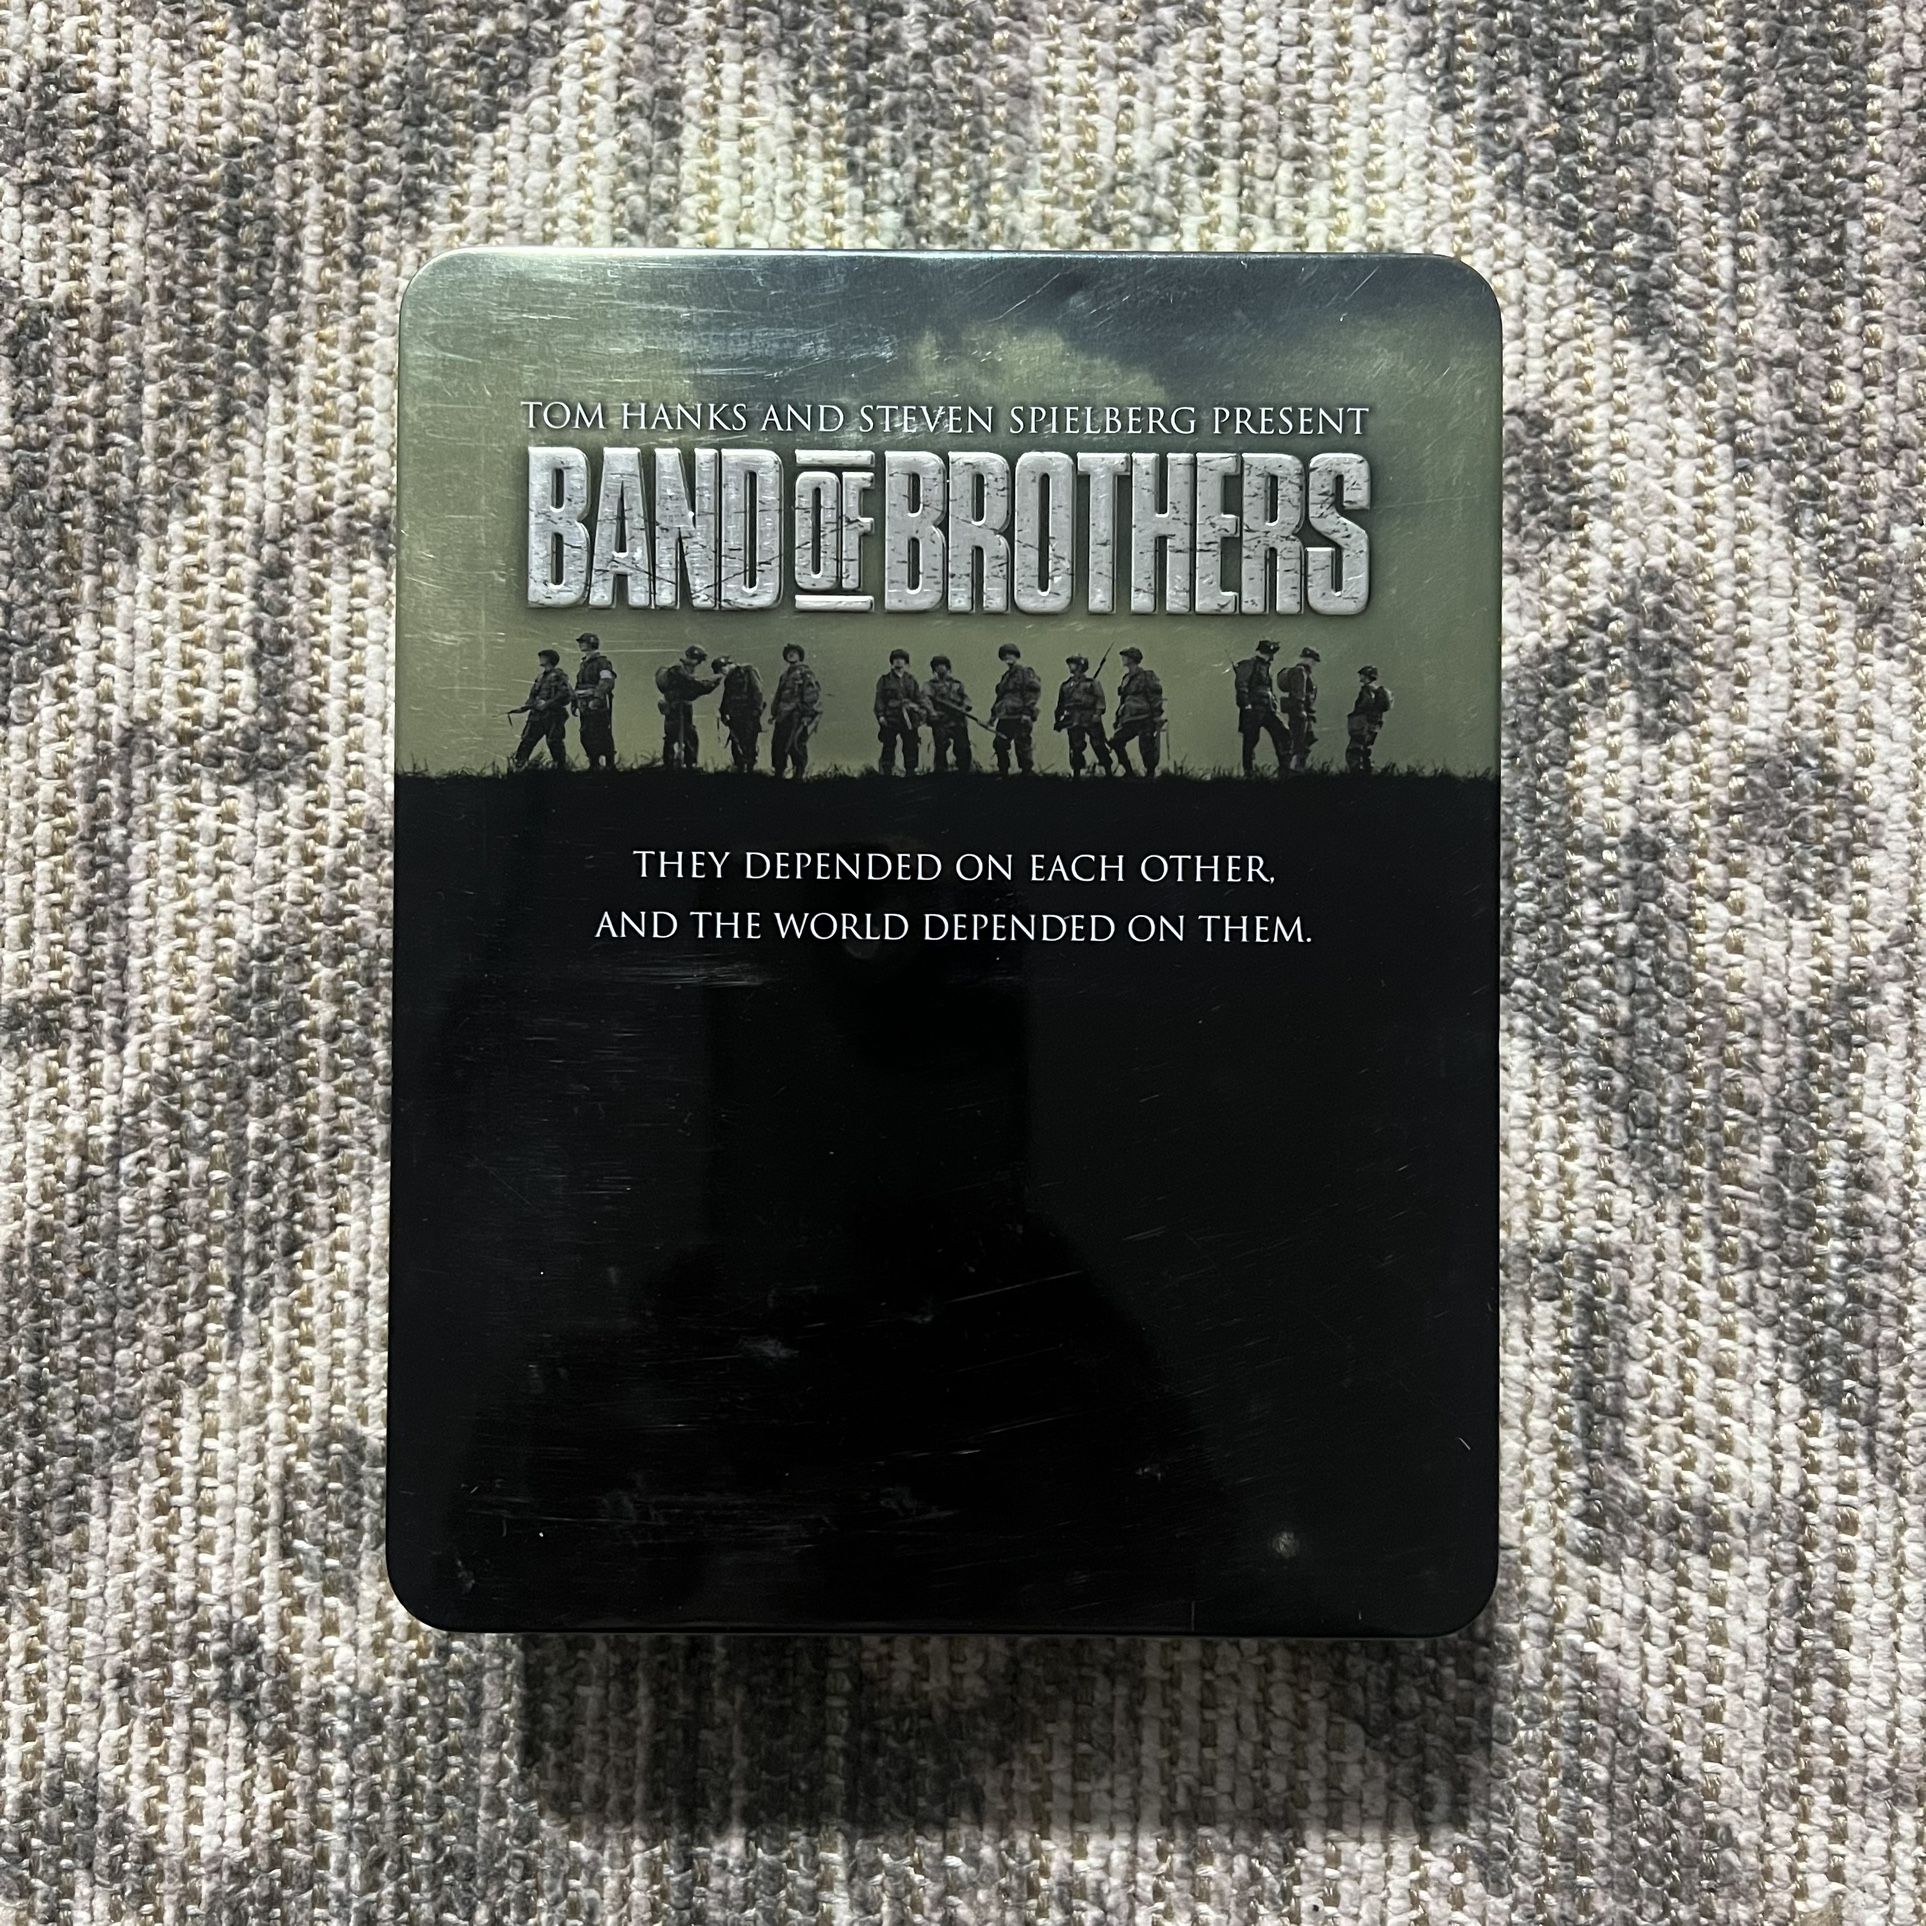 TOM HANKS AND STEVEN SPIELBERG PRESENT
BAND OF BROTHERS
THEY DEPENDED ON EACH OTHER,
AND THE WORLD DEPENDED ON THEM.